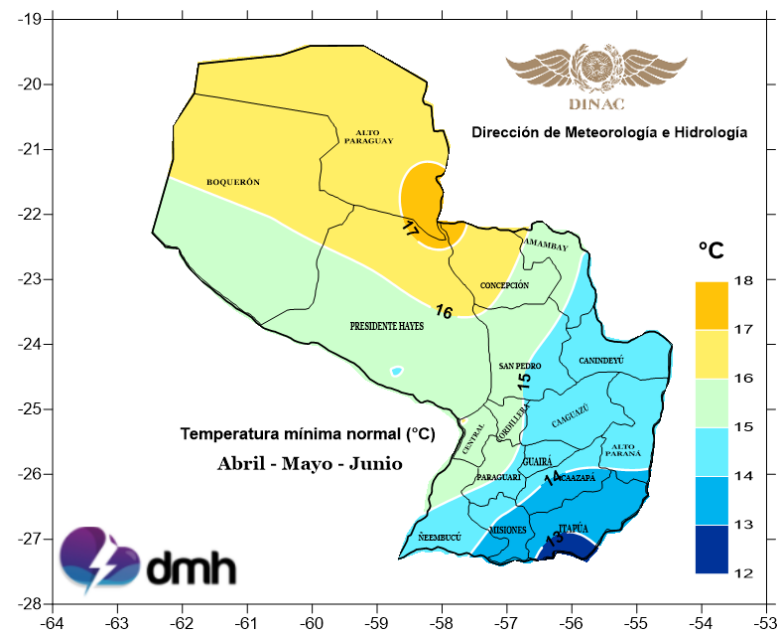 -19
-20
-21
-22
-23
-24
-25
-26
-27
-28
-64
-63
-62
-61
-60
-59
-58
-57
-56
-55
-54
-53
DINAC
Dirección de Meteorología e Hidrología
ALTO
PARAGUAY
BOQUERÓN
17
AMAMBAY
CONCEPCIÓN
16
PRESIDENTE HAYES
SAN PEDRO
CANINDEYÚ
15
CORDILLERA
CAAGUAZÚ
CENTRAL
ALTO
PARANÁ
GUAIRÁ
PARAGUARÍ
14
CAAZAPÁ
ÑEEMBUCÚ
MISIONES
ITAPÚA
13
Temperatura mínima normal (°C)
Abril - Mayo - Junio
°C
18
17
16
15
14
13
12
dmh